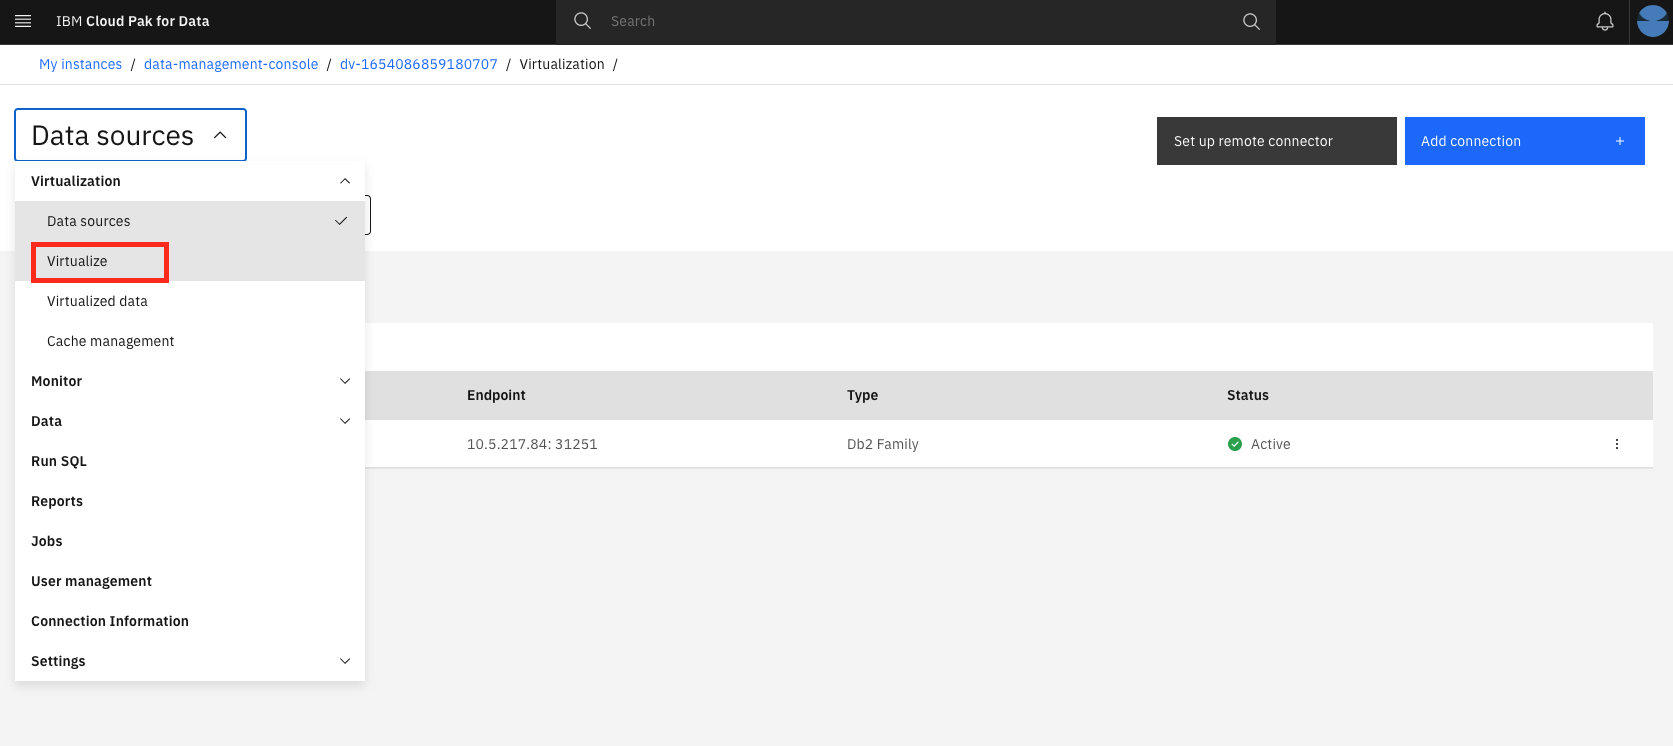 IBM Cloud Pak for Data
Search
My instances / data-management-console / dv-1654086859180707 / Virtualization /
Data sources
Set up remote connector
Add connection +
Virtualization
Data sources
Virtualize
Virtualized data
Cache management
Monitor
Data
Run SQL
Reports
Jobs
User management
Connection Information
Settings
Endpoint Type Status
10.5.217.84: 31251 Db2 Family Active